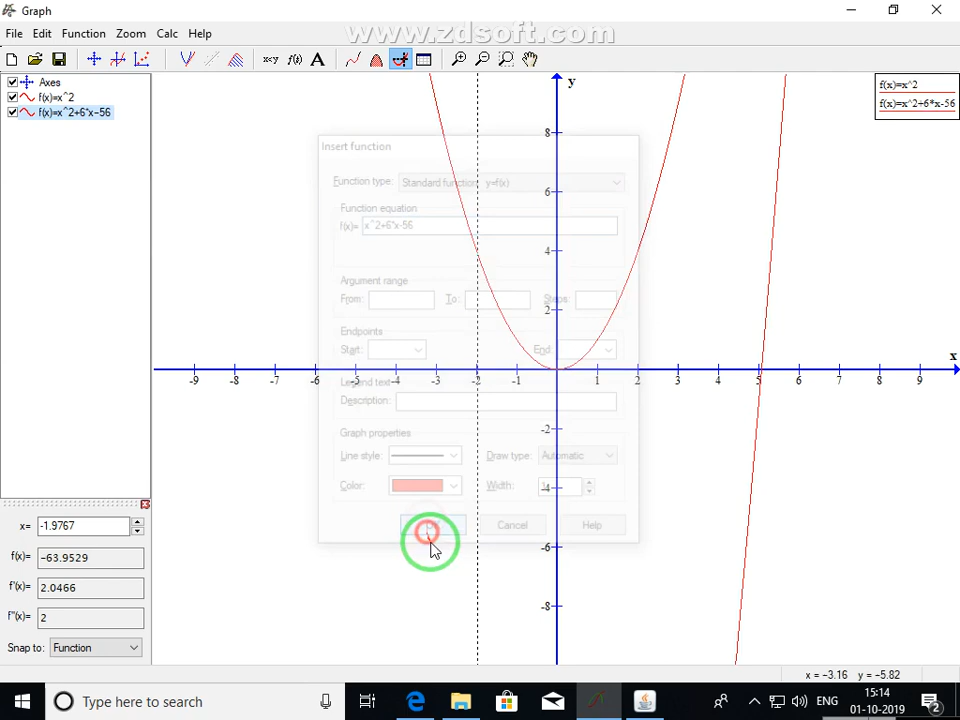 Graph
www.zdsoft.com
File Edit Function Zoom Calc Help
Axes
f(x)=x^2
f(x)=x^2+6*x-56
y
f(x)=x^2
f(x)=x^2+6*x-56
Insert function
Function type: Standard function y=f(x)
Function equation
f(x)= x^2+6*x-56
Argument range
From: To: Steps:
Endpoints
Start: End
Legend text
Description:
Graph properties
Line style: Draw type: Automatic
Color: Width:
Cancel Help
8
6
4
2
-2
-4
-6
-8
x
-9 -8 -7 -6 -5 -4 -3 -2 -1 1 2 3 4 5 6 7 8 9
x= -1.9767
f(x)= -63.9529
f'(x)= 2.0466
f''(x)= 2
Snap to: Function
x = -3.16 y = -5.82
Type here to search
ENG
15:14
01-10-2019
2